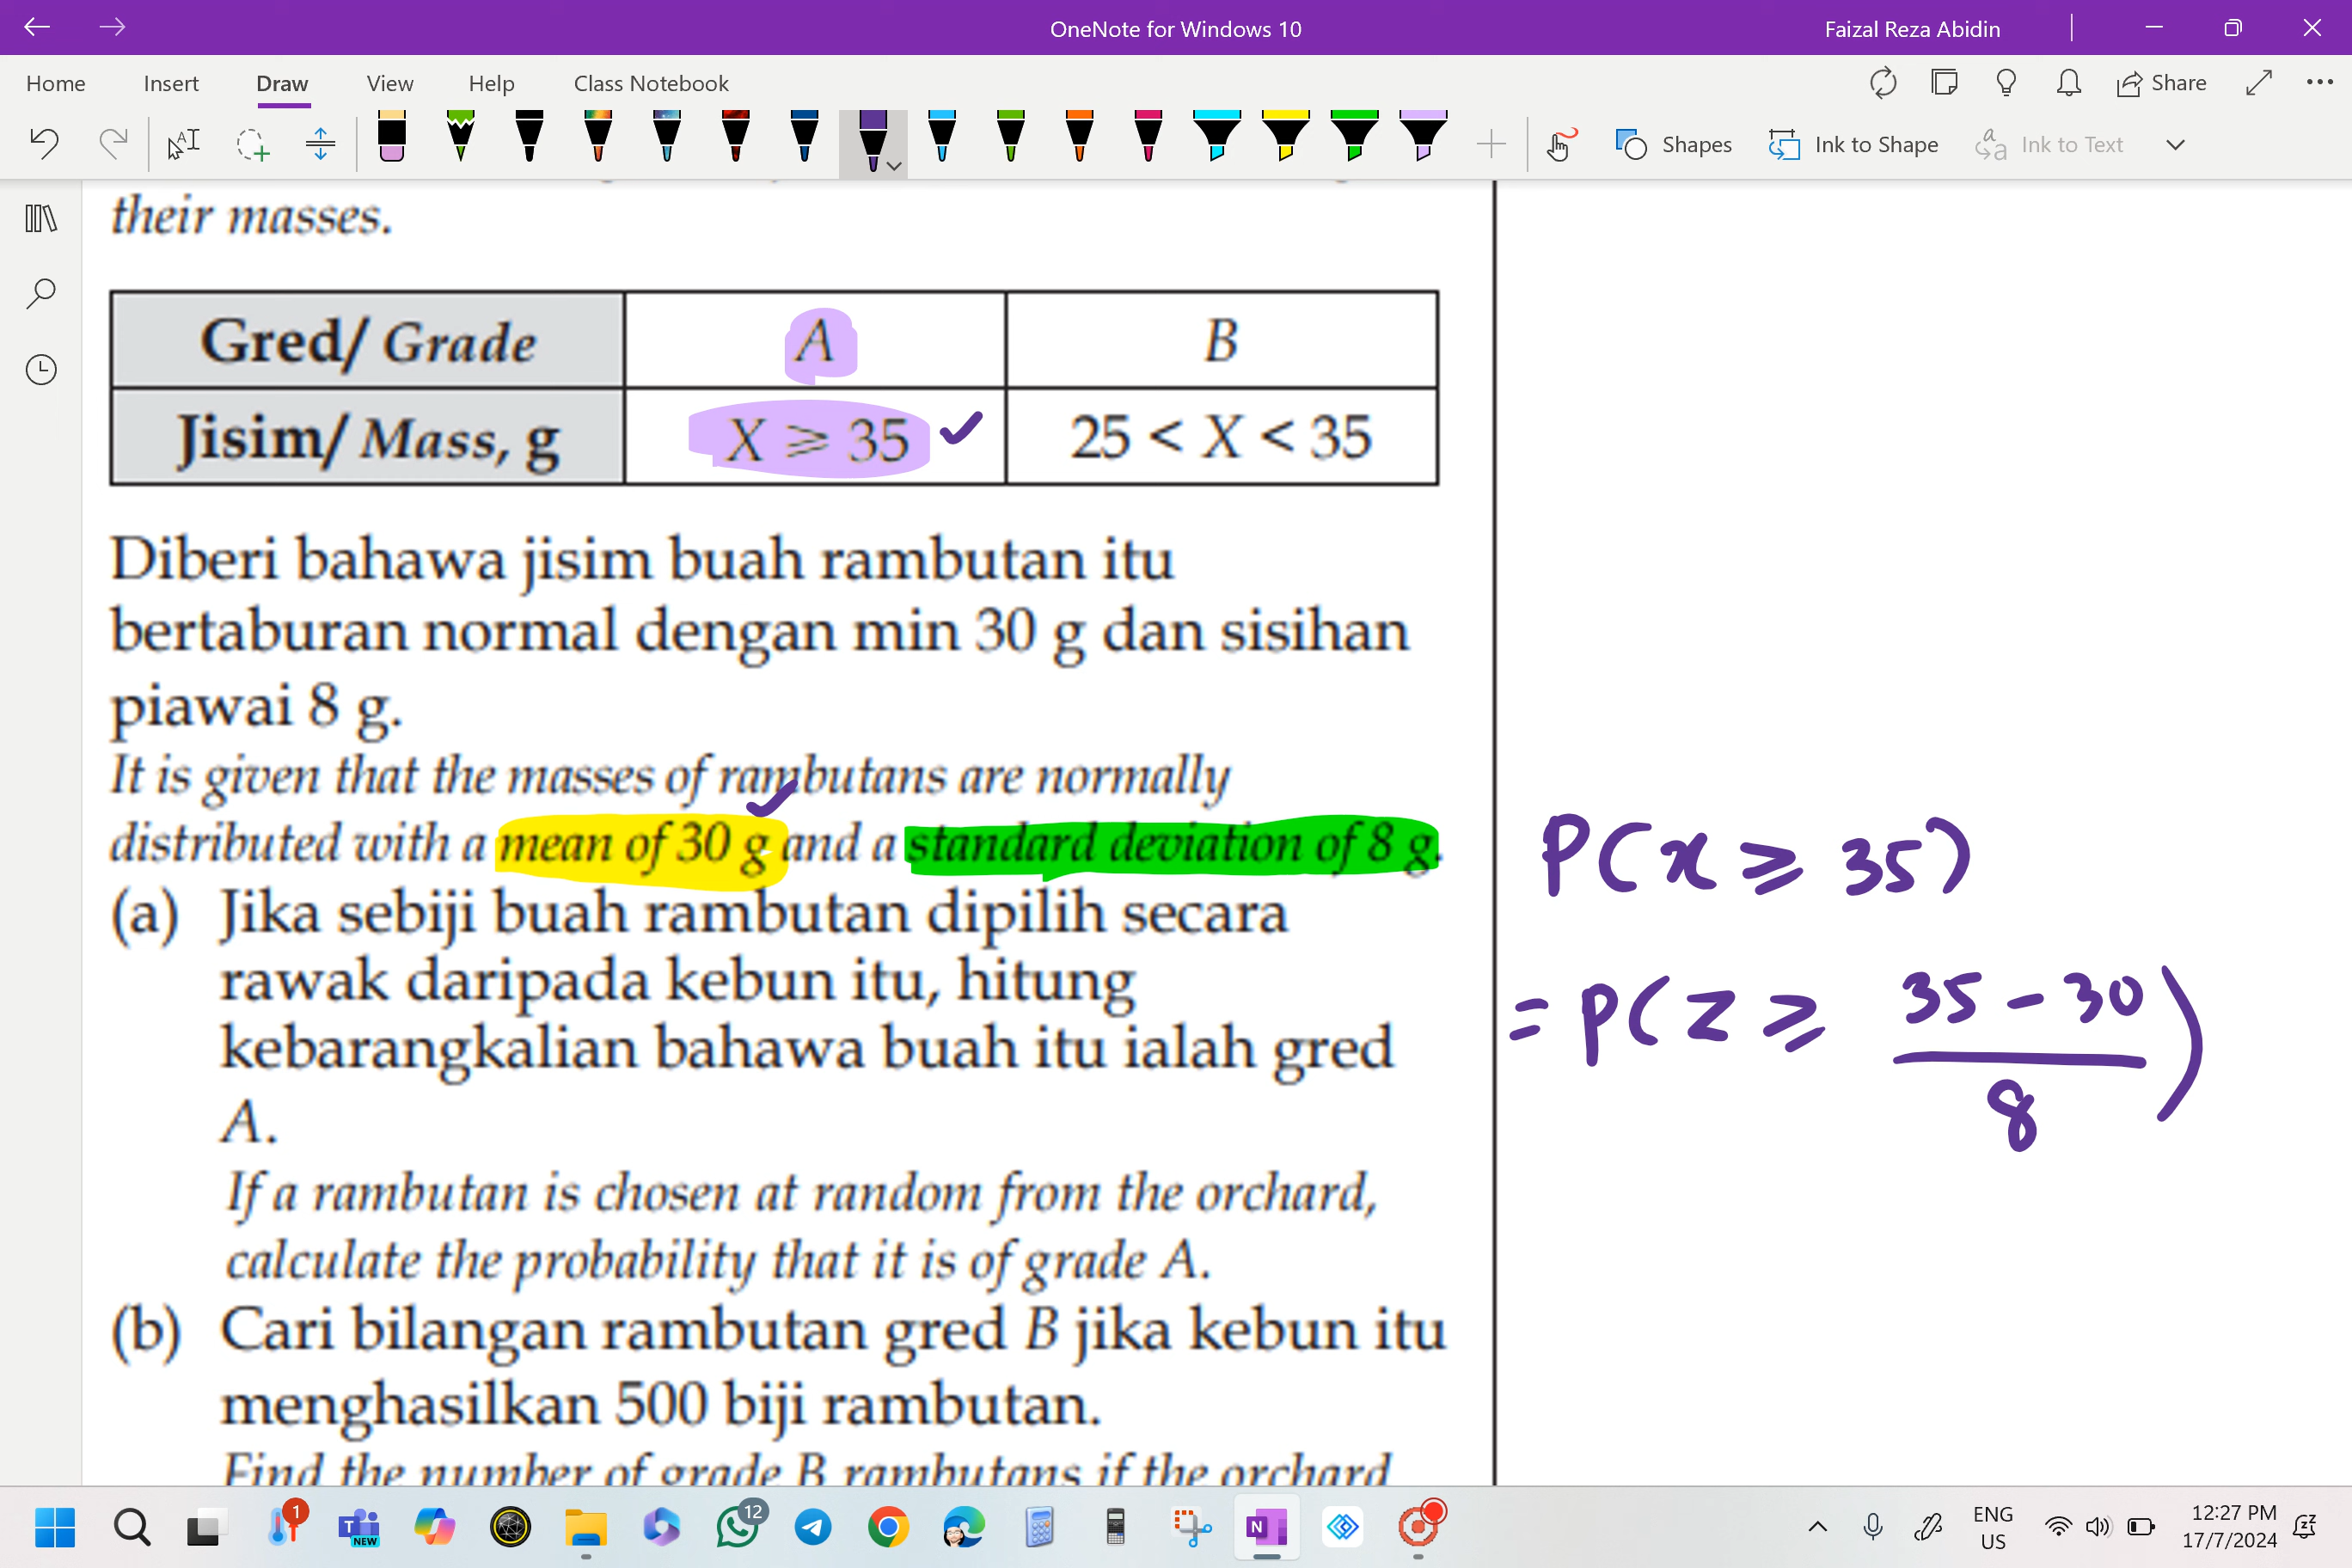 OneNote for Windows 10
Faizal Reza Abidin
Home Insert Draw View Help Class Notebook
Share
Shapes Ink to Shape Ink to Text
their masses.
Gred/ Grade A B
Jisim/ Mass, g X ⩾ 35 25 < X < 35
Diberi bahawa jisim buah rambutan itu
bertaburan normal dengan min 30 g dan sisihan
piawai 8 g.
It is given that the masses of rambutans are normally
distributed with a mean of 30 g and a standard deviation of 8 g.
(a) Jika sebiji buah rambutan dipilih secara
rawak daripada kebun itu, hitung
kebarangkalian bahawa buah itu ialah gred
A.
If a rambutan is chosen at random from the orchard,
calculate the probability that it is of grade A.
(b) Cari bilangan rambutan gred B jika kebun itu
menghasilkan 500 biji rambutan.
Find the number of grade B rambutans if the orchard
P(x ⩾ 35)
= P(Z ⩾ 35 - 30
8)
1
NEW
12
ENG
US
12:27 PM
17/7/2024